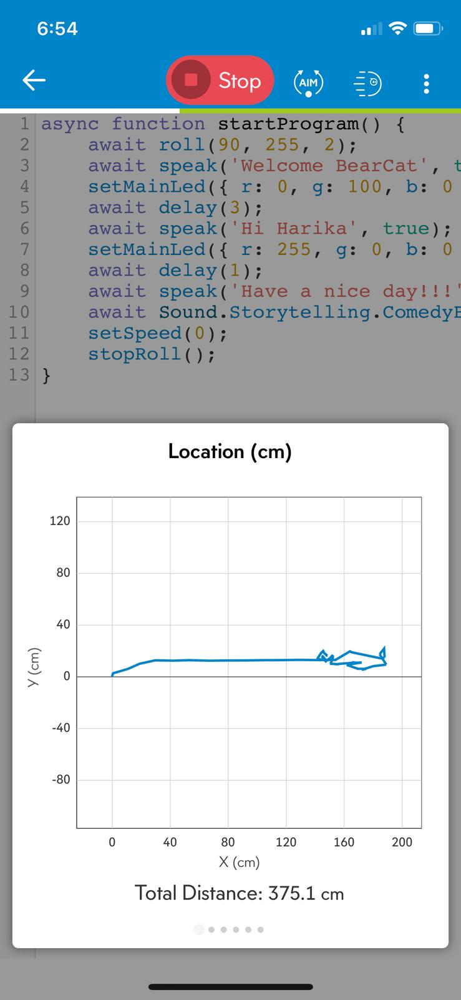 6:54
Stop
AIM
1 async function startProgram() {
2 await roll(90, 255, 2);
3 await speak('Welcome BearCat', t
4 setMainLed({ r: 0, g: 100, b: 0
5 await delay(3);
6 await speak('Hi Harika', true);
7 setMainLed({ r: 255, g: 0, b: 0
8 await delay(1);
9 await speak('Have a nice day!!!'
10 await Sound.Storytelling.ComedyB
11 setSpeed(0);
12 stopRoll();
13 }
Location (cm)
120
80
40
0
-40
-80
Y (cm)
0 40 80 120 160 200
X (cm)
Total Distance: 375.1 cm